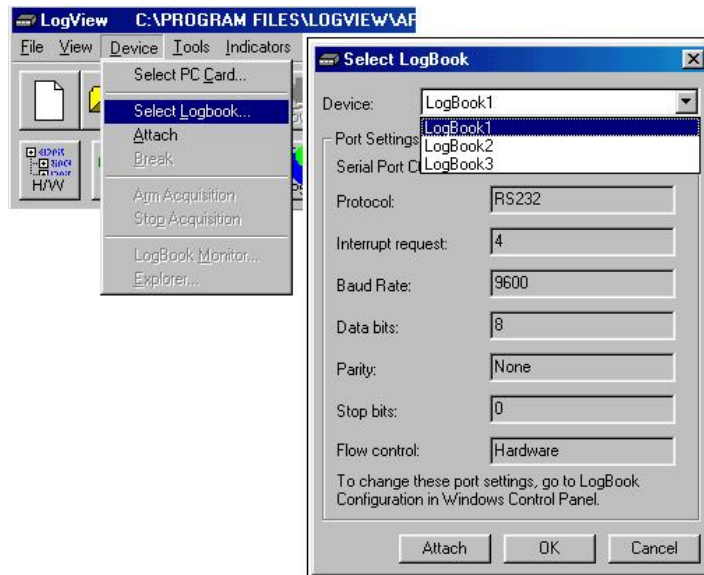 LogView C:\PROGRAM FILES\LOGVIEW\AF
File View Device Tools Indicators
Select PC Card...
Select Logbook...
Attach
Break
Arm Acquisition
Stop Acquisition
LogBook Monitor...
Explorer...
H/W
Select LogBook
Device: LogBook1
LogBook1
LogBook2
LogBook3
Port Settings
Serial Port
Protocol: RS232
Interrupt request: 4
Baud Rate: 9600
Data bits: 8
Parity: None
Stop bits: 0
Flow control: Hardware
To change these port settings, go to LogBook
Configuration in Windows Control Panel.
Attach OK Cancel